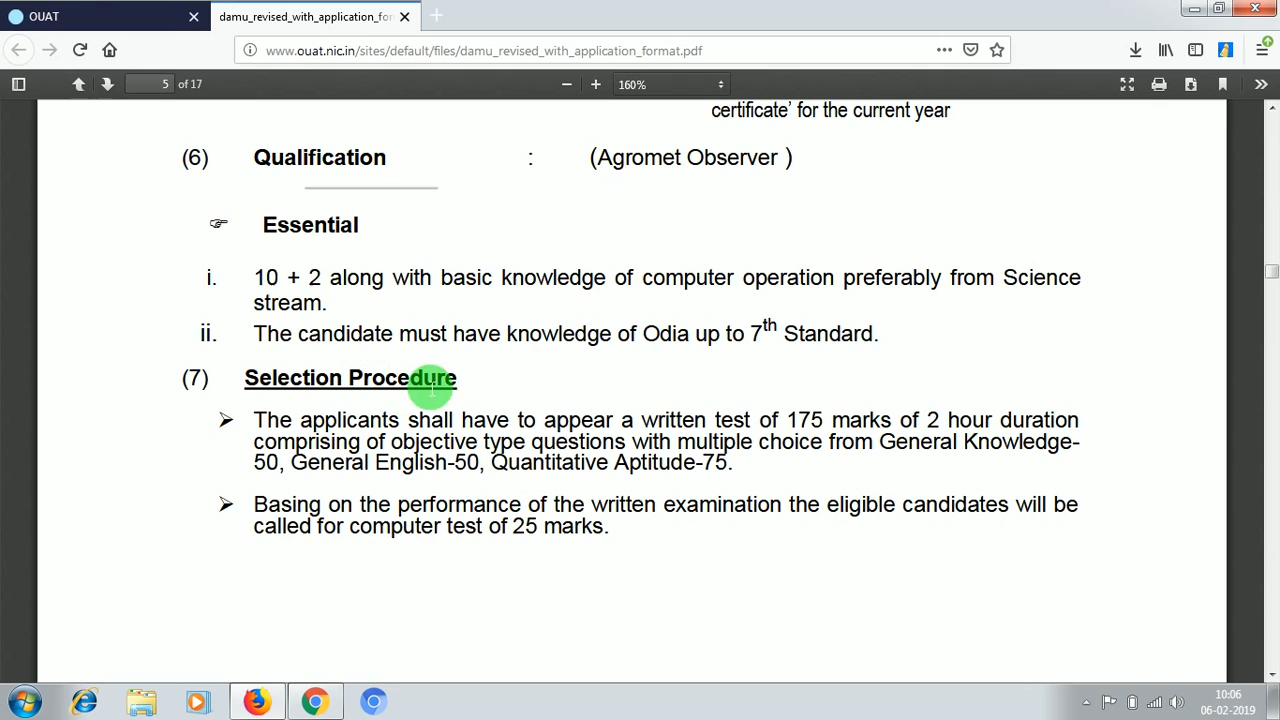 OUAT
damu_revised_with_application_for
www.ouat.nic.in/sites/default/files/damu_revised_with_application_format.pdf
5 of 17
160%
certificate’ for the current year
(6) Qualification : (Agromet Observer )
Essential
i. 10 + 2 along with basic knowledge of computer operation preferably from Science
stream.
ii. The candidate must have knowledge of Odia up to 7th Standard.
(7) Selection Procedure
The applicants shall have to appear a written test of 175 marks of 2 hour duration
comprising of objective type questions with multiple choice from General Knowledge-
50, General English-50, Quantitative Aptitude-75.
Basing on the performance of the written examination the eligible candidates will be
called for computer test of 25 marks.
10:06
06-02-2019